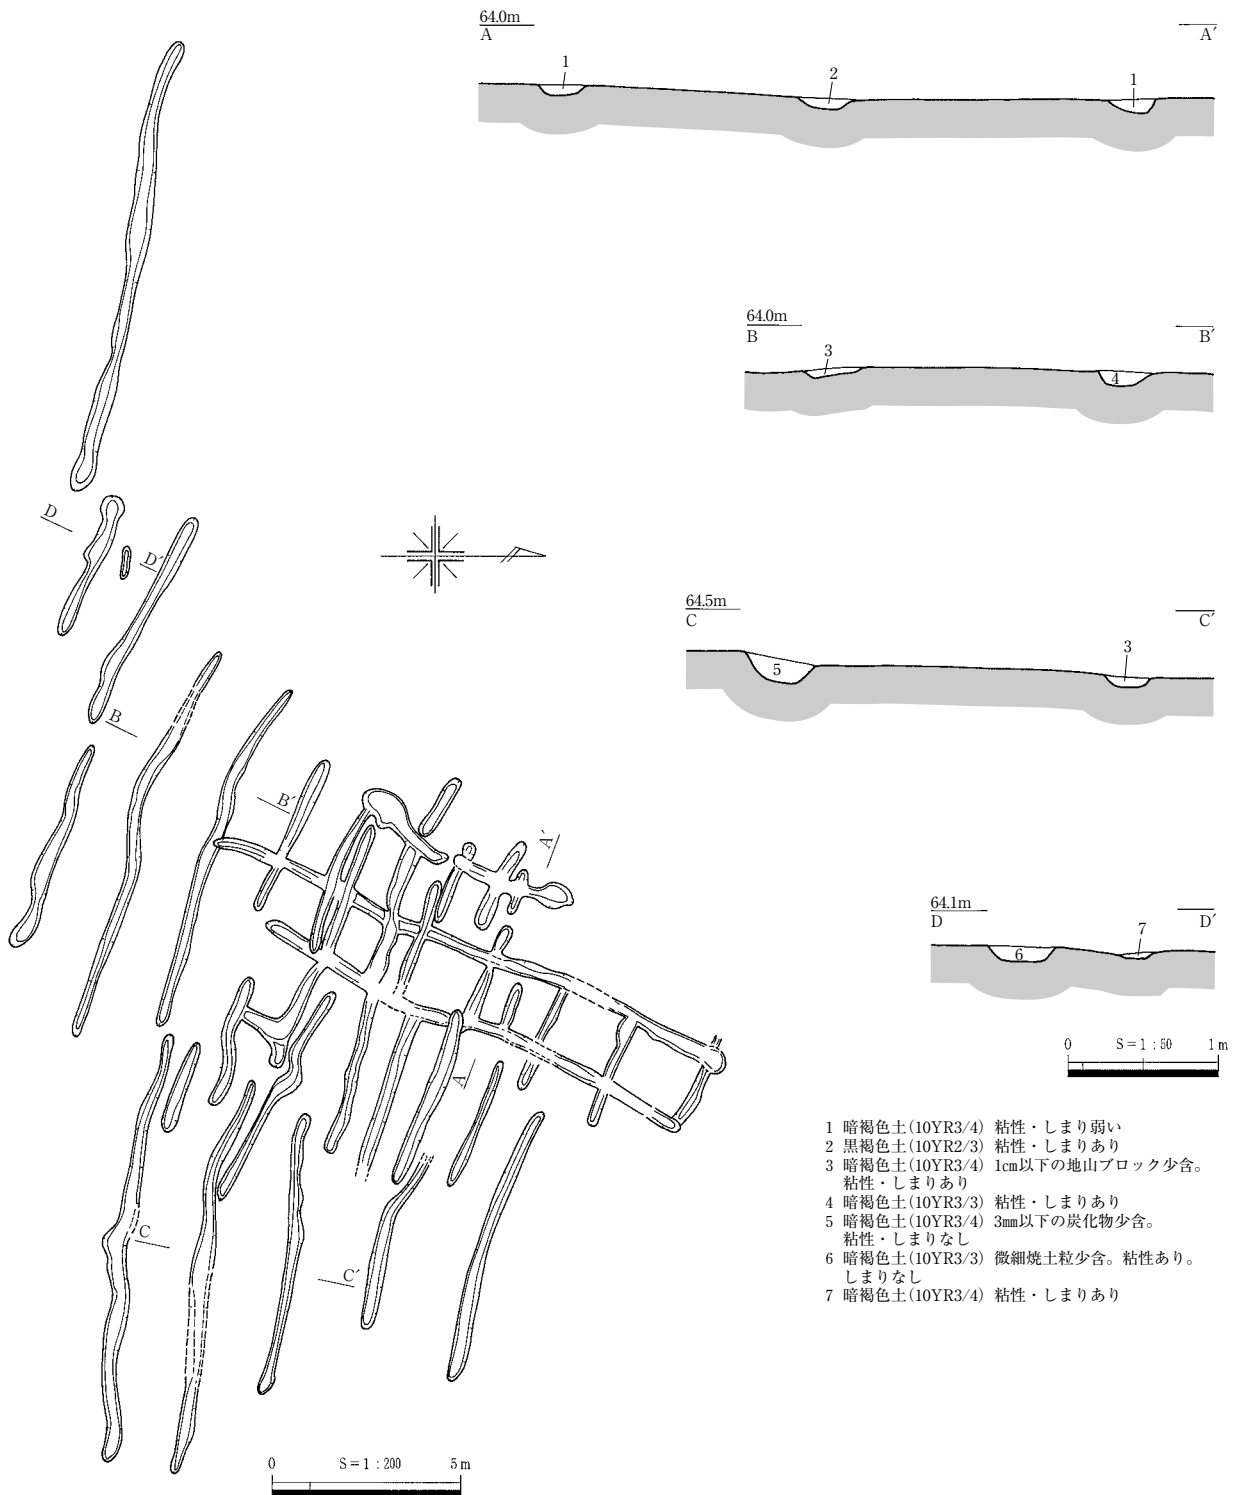 64.0m
A A′
1 2 1
64.0m
B B′
3 4
64.5m
C C′
5 3
64.1m
D D′
6 7
0 S=1:50 1m
D
D′
B
B′
A′
A
C
C′
1 暗褐色土(10YR3/4) 粘性・しまり弱い
2 黒褐色土(10YR2/3) 粘性・しまりあり
3 暗褐色土(10YR3/4) 1cm以下の地山ブロック少含。
粘性・しまりあり
4 暗褐色土(10YR3/3) 粘性・しまりあり
5 暗褐色土(10YR3/4) 3mm以下の炭化物少含。
粘性・しまりなし
6 暗褐色土(10YR3/3) 微細焼土粒少含。粘性あり。
しまりなし
7 暗褐色土(10YR3/4) 粘性・しまりあり
0 S=1:200 5m